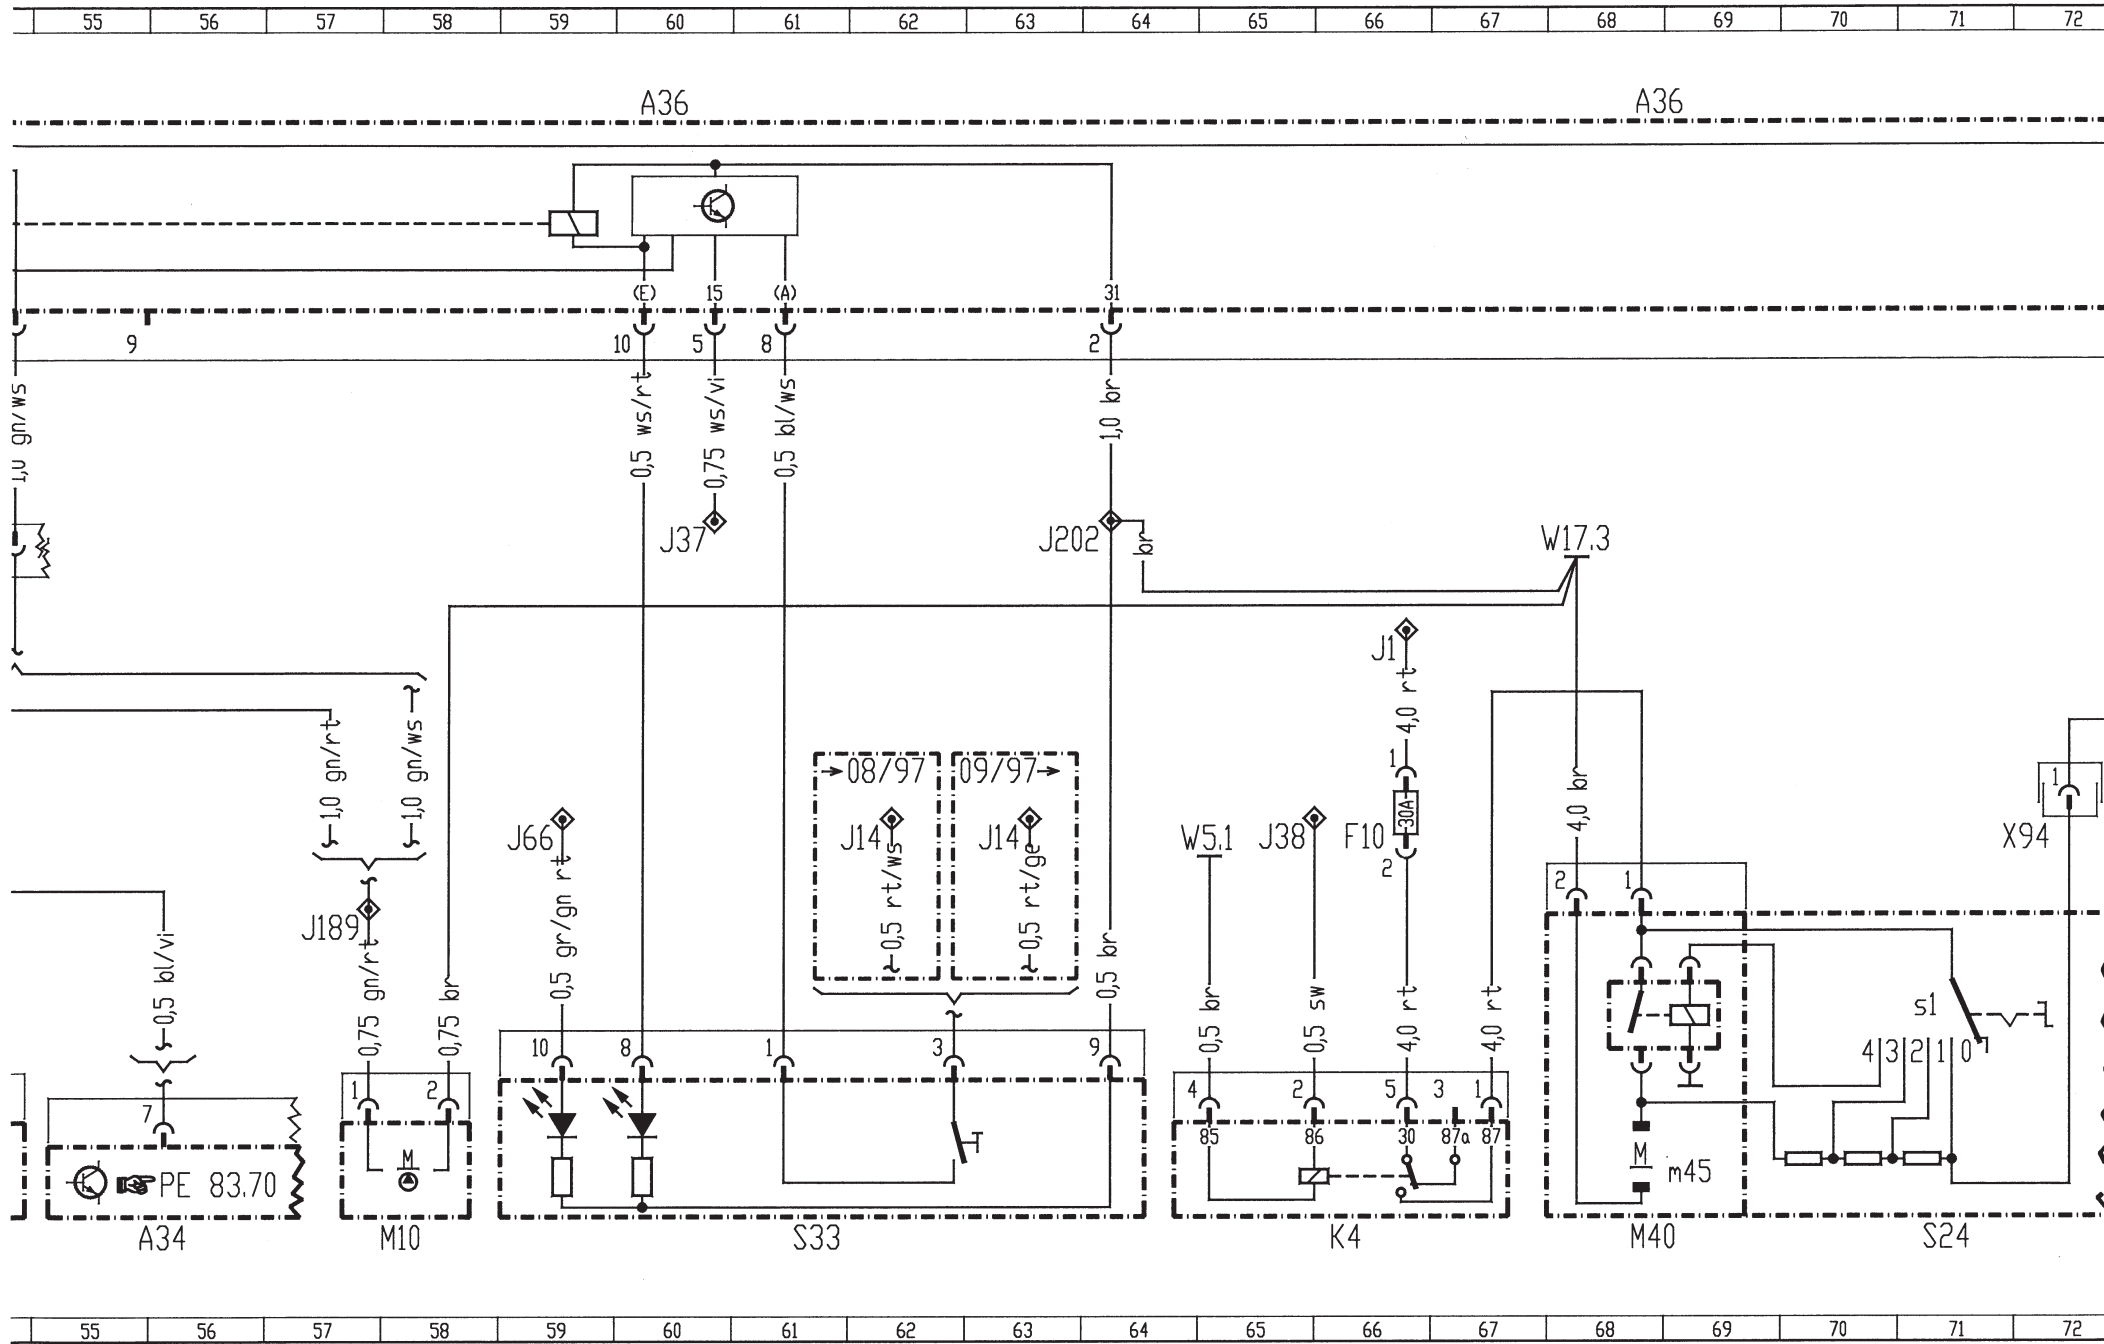 55 56 57 58 59 60 61 62 63 64 65 66 67 68 69 70 71 72
A36 A36
(E) 15 (A) 31
9 10 5 8 2
1,0 gn/ws
0,5 ws/rt
0,75 ws/vi
0,5 bl/ws
1,0 br
J37
J202
br
W17.3
J1
4,0 rt
1,0 gn/rt
1,0 gn/ws
→08/97 09/97→
J66
J14
J14
W5.1
J38
F10
1
30A
2
4,0 br
1
X94
0,5 gr/gn rt
0,5 rt/ws
0,5 rt/ge
J189
2 1
0,5 bl/vi
0,75 gn/rt
0,75 br
0,5 br
0,5 br
0,5 sw
4,0 rt
4,0 rt
s1
10 8 1 3 9
4 3 2 1 0
7
1 2
4 2 5 3 1
85 86 30 87a 87
M
M
m45
PE 83.70
A34 M10 S33 K4 M40 S24
55 56 57 58 59 60 61 62 63 64 65 66 67 68 69 70 71 72